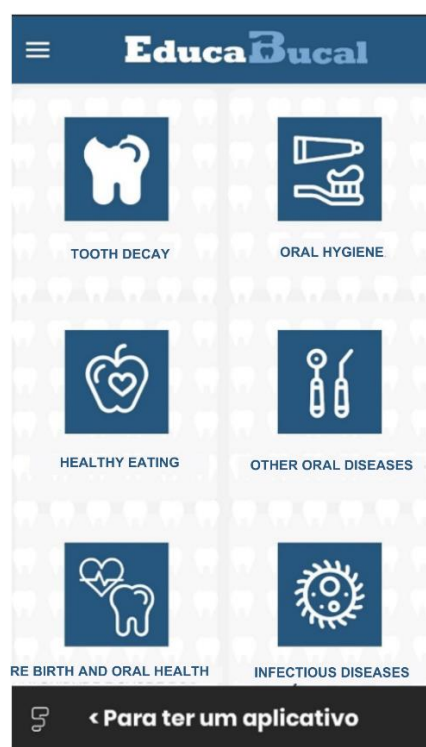 EducaBucal
TOOTH DECAY
ORAL HYGIENE
HEALTHY EATING
OTHER ORAL DISEASES
RE BIRTH AND ORAL HEALTH
INFECTIOUS DISEASES
< Para ter um aplicativo